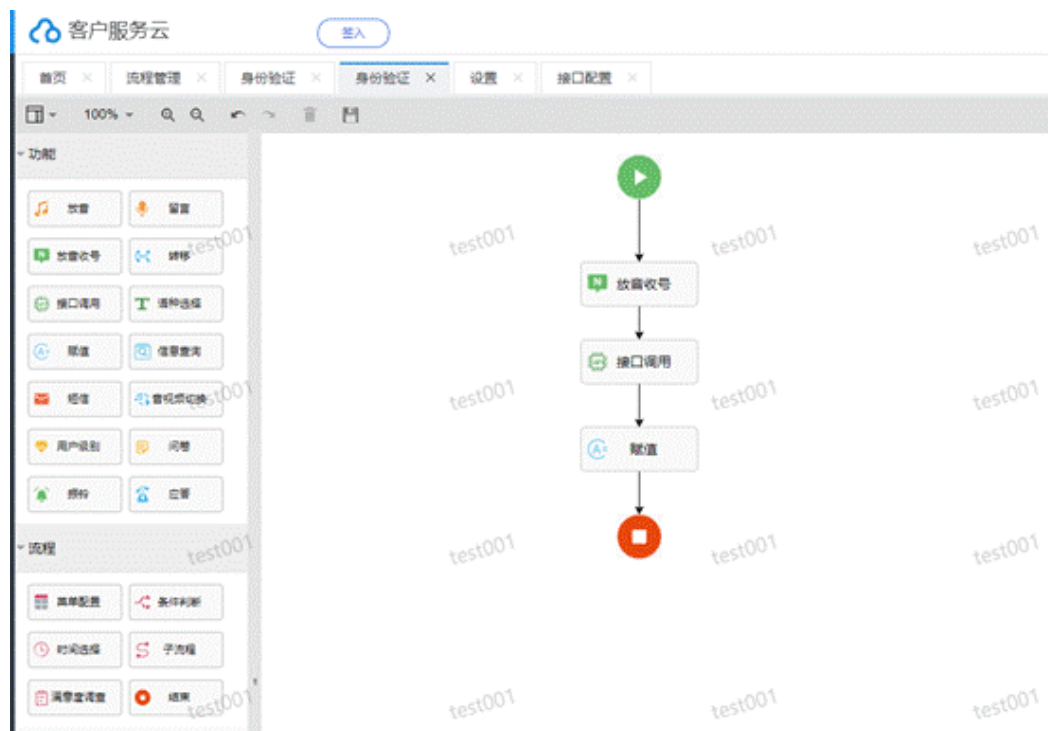 客户服务云 签入
首页 × 流程管理 × 身份验证 × 身份验证 × 设置 × 接口配置 ×
100%
功能
放音 留言
放音收号 转移
接口调用 语种选择
赋值 信息查询
短信 音视频切换
用户级别 问卷
振铃 应答
流程
菜单配置 条件判断
时间选择 子流程
满意度调查 结束
放音收号
接口调用
赋值
test001 test001 test001 test001
test001 test001 test001 test001
test001 test001 test001 test001
test001 test001 test001 test001